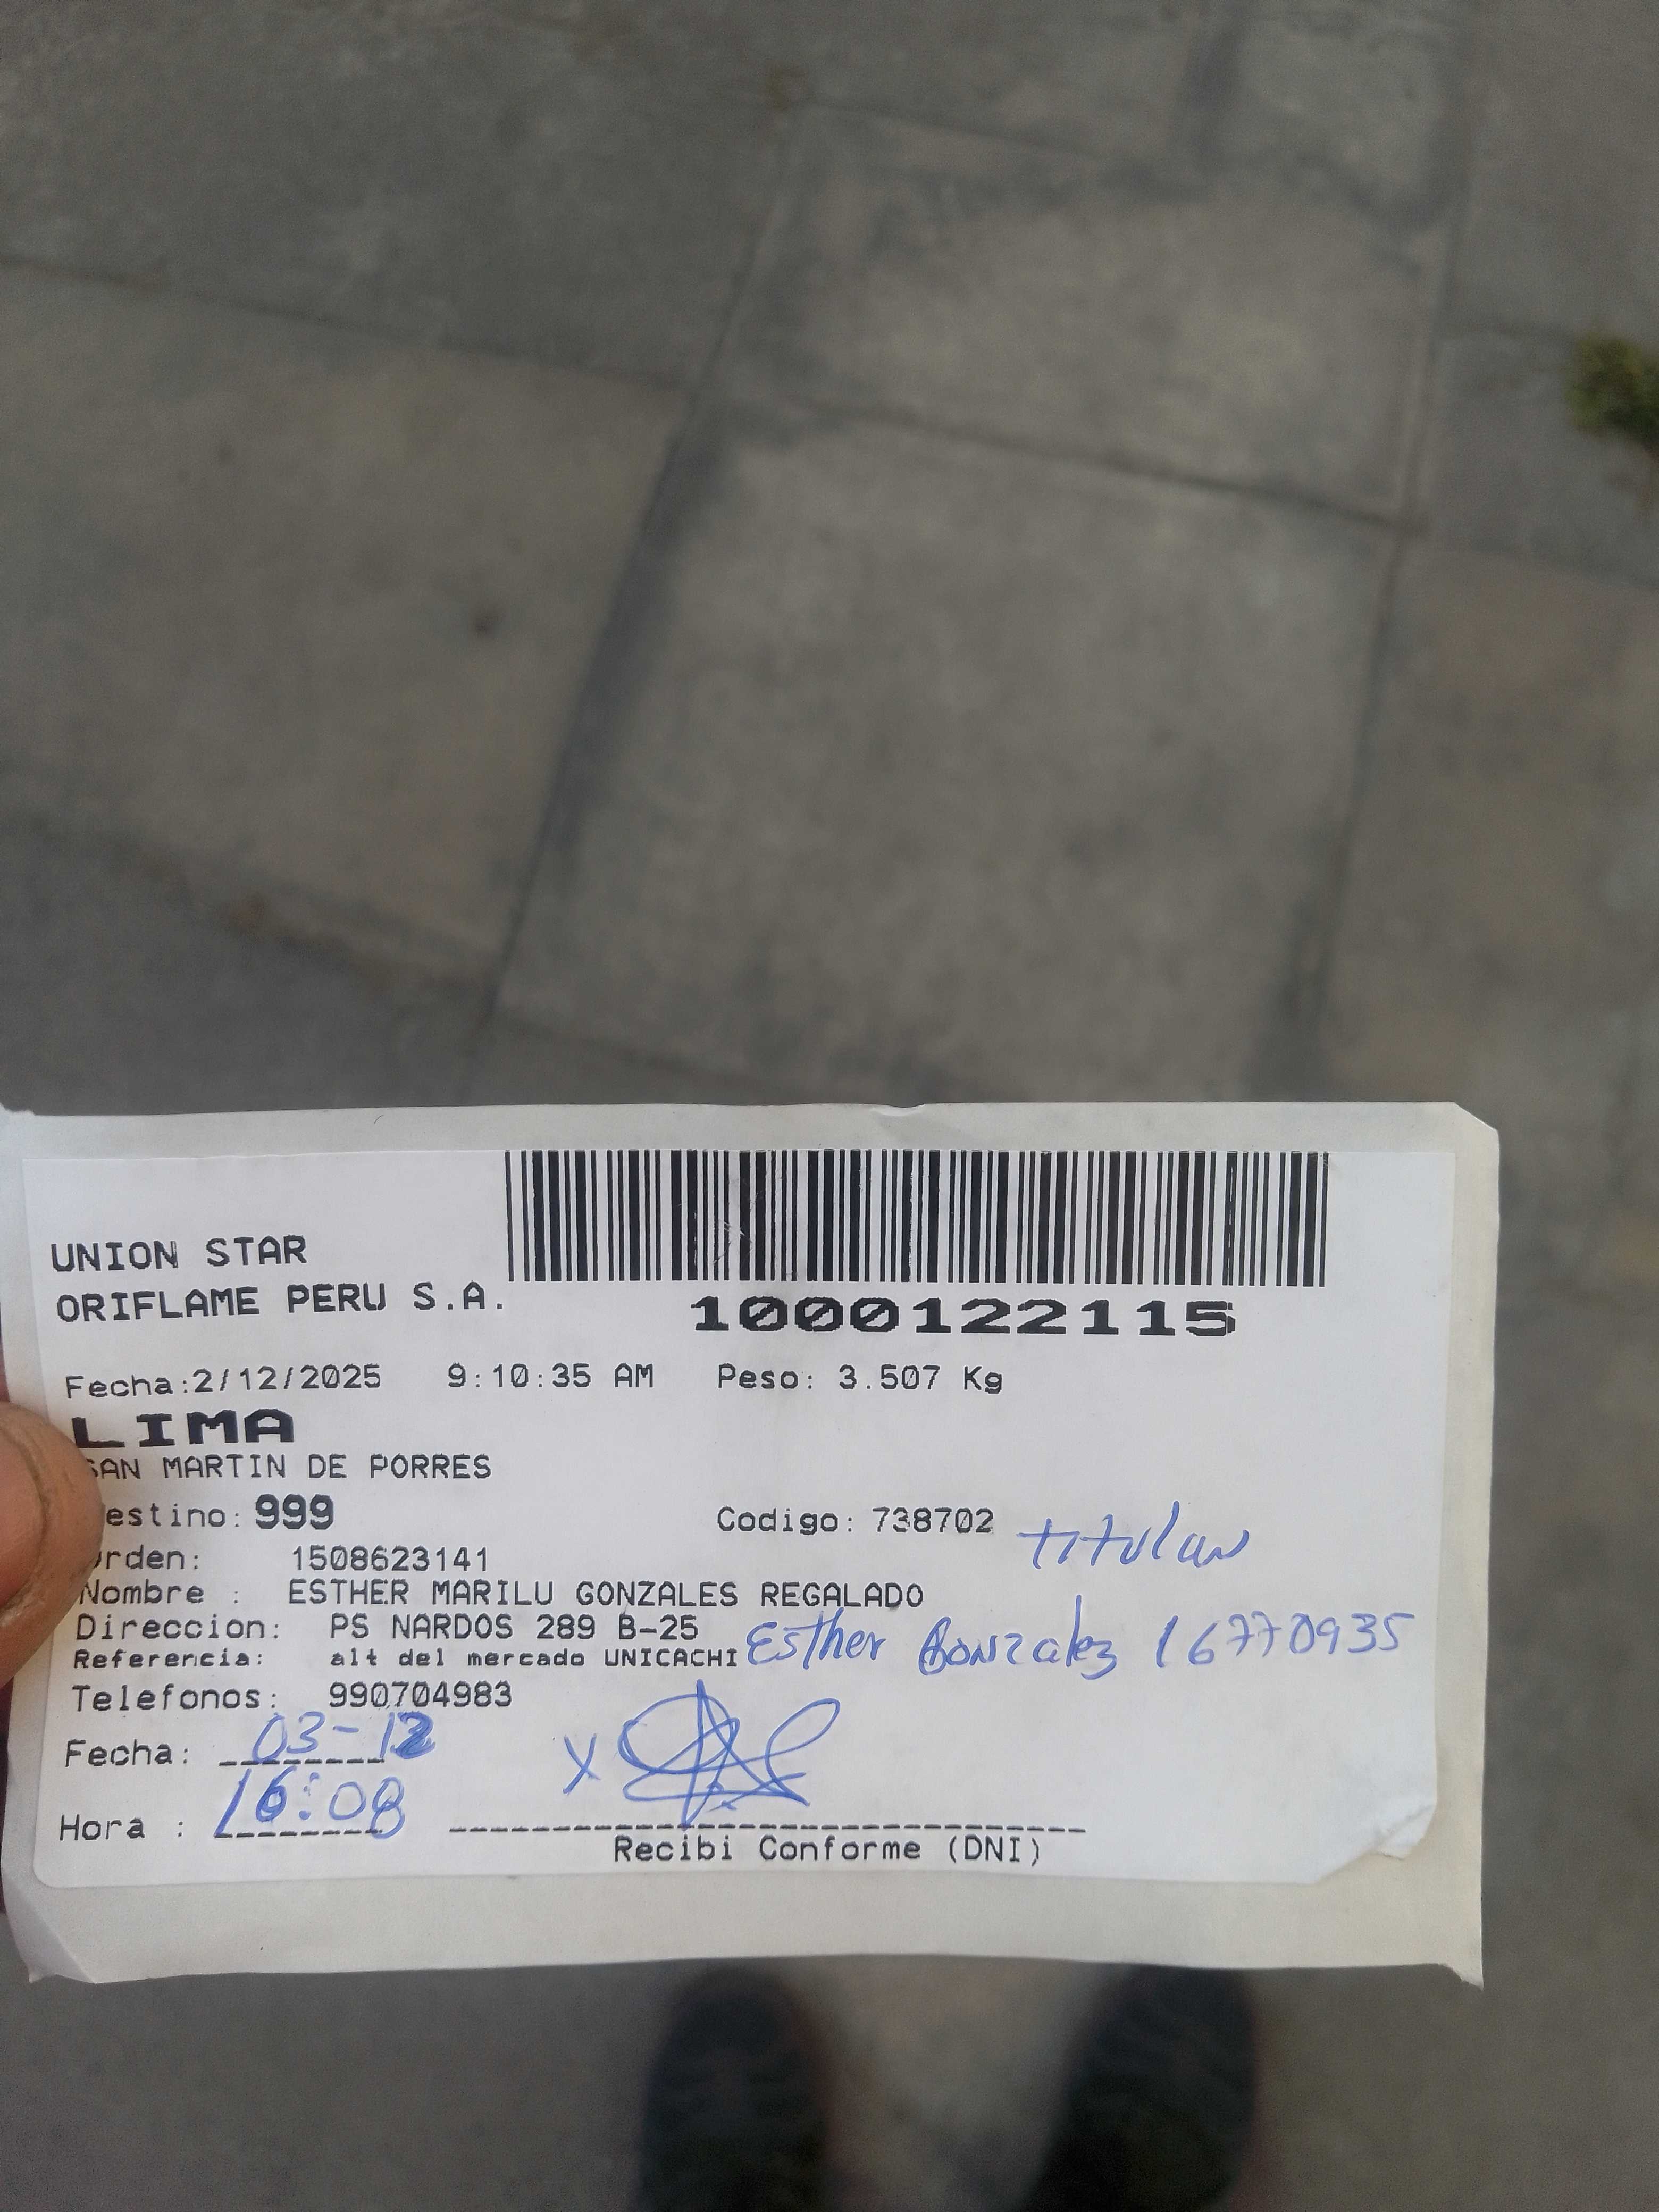 UNION STAR
ORIFLAME PERU S.A.
1000122115
Fecha:2/12/2025 9:10:35 AM Peso: 3.507 Kg
LIMA
SAN MARTIN DE PORRES
estino: 999 Codigo: 738702 titular
rden: 1508623141
Nombre : ESTHER MARILU GONZALES REGALADO
Direccion: PS NARDOS 289 B-25
Esther Gonzalez 16770935
Referencia: alt del mercado UNICACHI
Telefonos: 990704983
Fecha: 03-12
Hora : 16:08
X
Recibi Conforme (DNI)